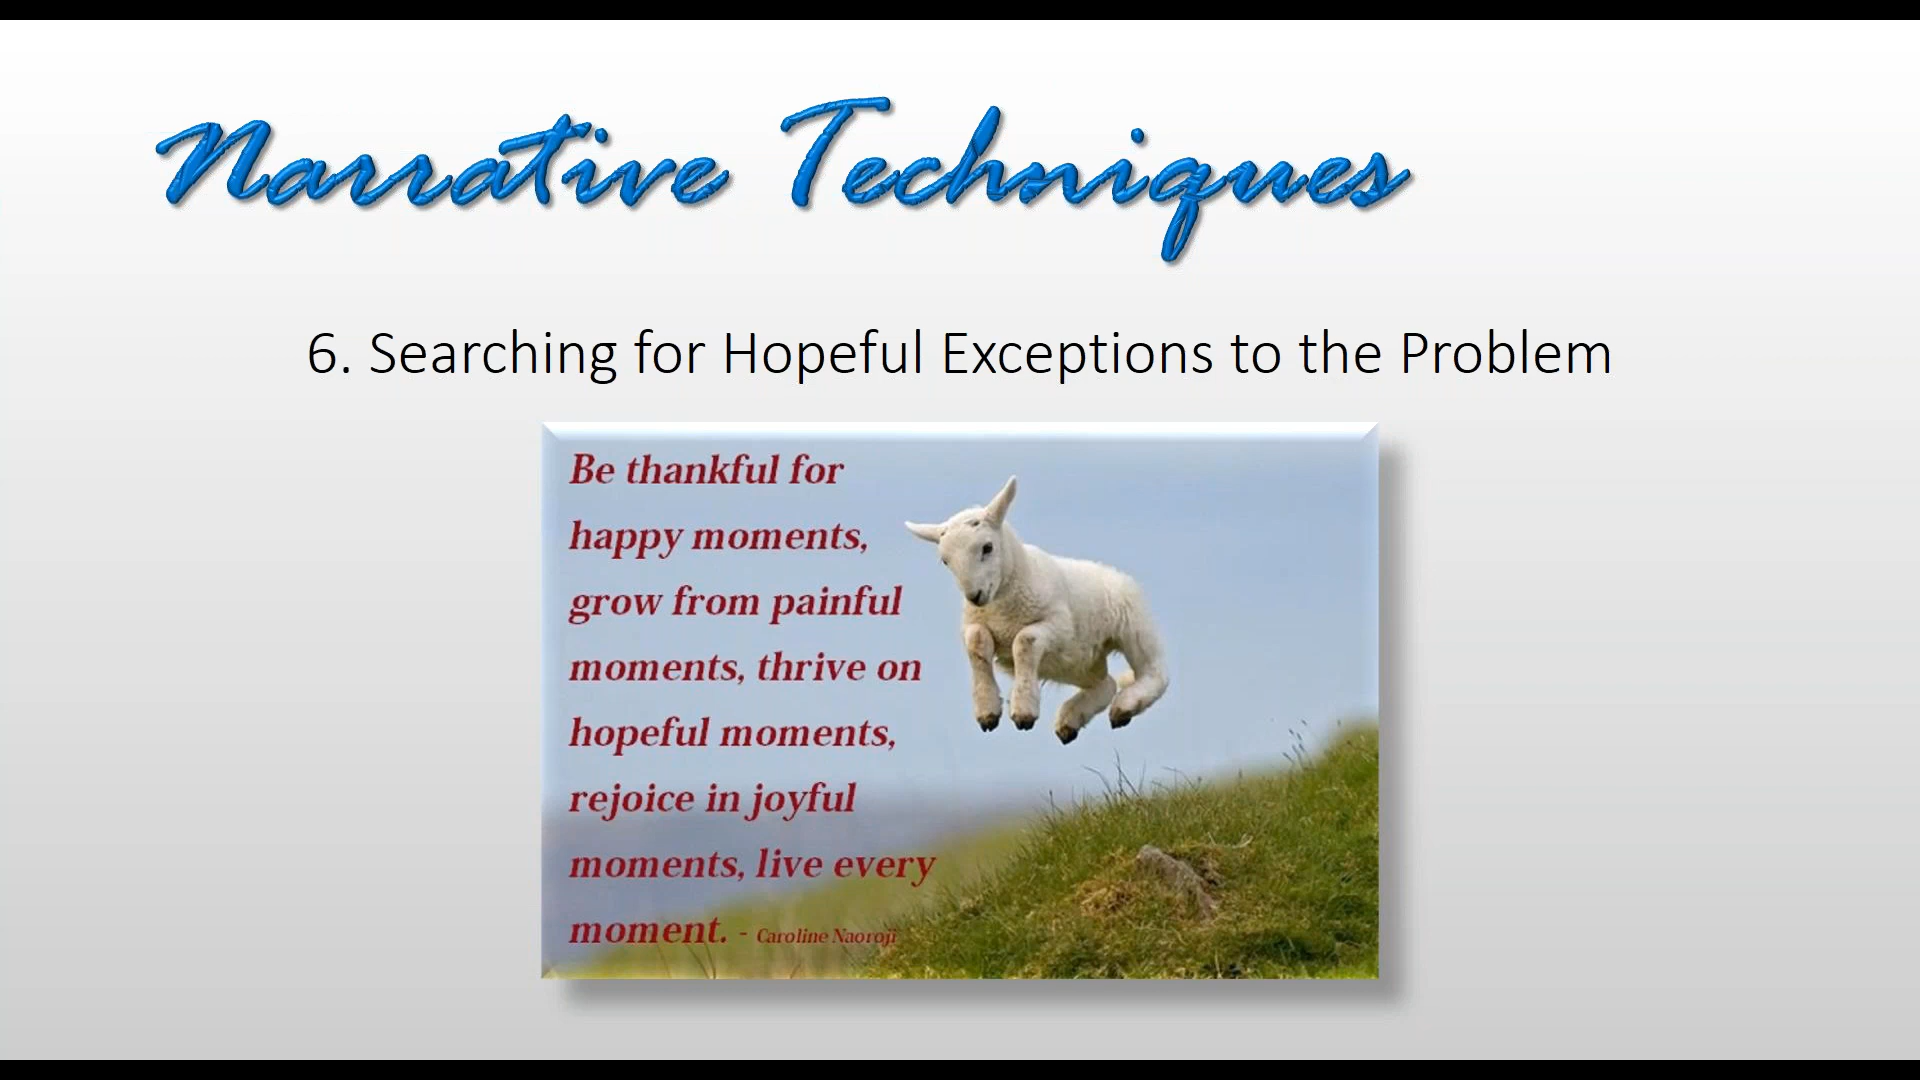 Narrative Techniques
6. Searching for Hopeful Exceptions to the Problem
Be thankful for
happy moments,
grow from painful
moments, thrive on
hopeful moments,
rejoice in joyful
moments, live every
moment. - Caroline Naoroji